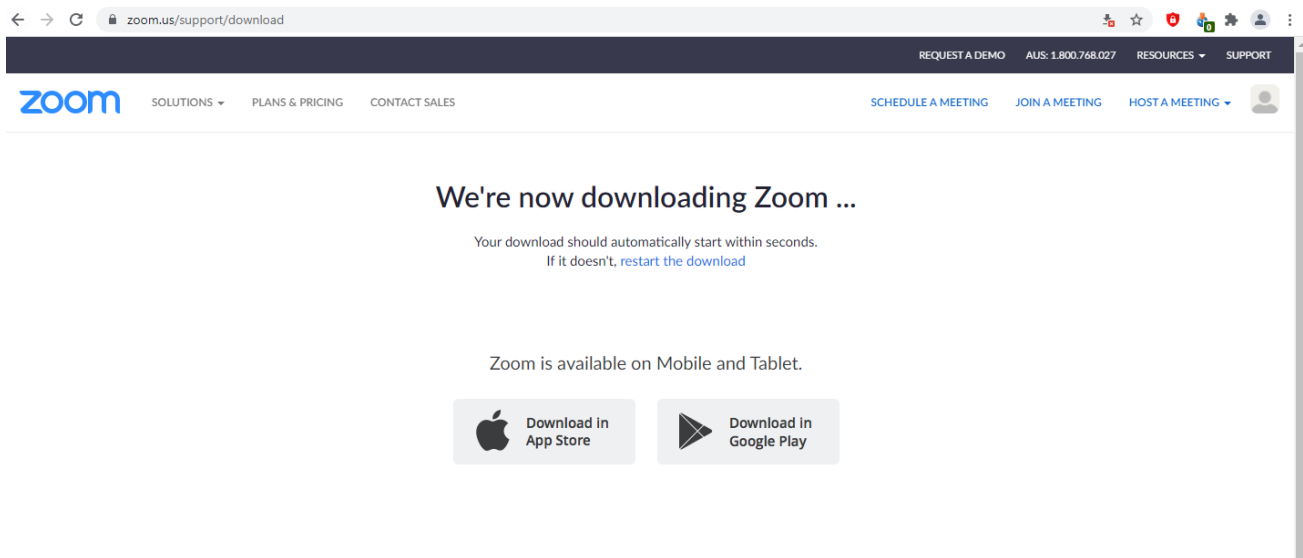 zoom.us/support/download
0
REQUEST A DEMO AUS: 1.800.768.027 RESOURCES SUPPORT
zoom SOLUTIONS PLANS & PRICING CONTACT SALES SCHEDULE A MEETING JOIN A MEETING HOST A MEETING
We're now downloading Zoom ...
Your download should automatically start within seconds.
If it doesn't, restart the download
Zoom is available on Mobile and Tablet.
Download in
App Store
Download in
Google Play